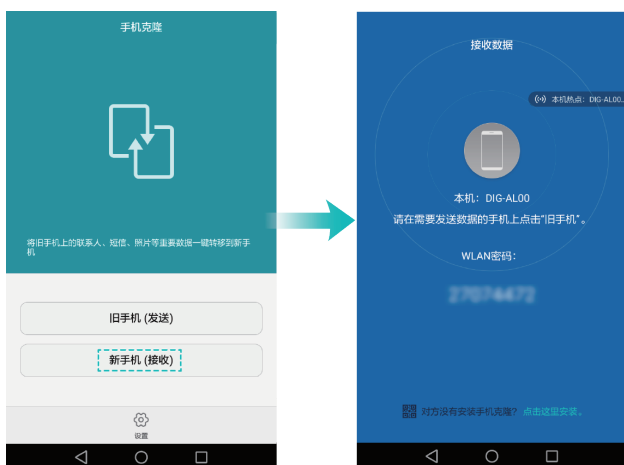 手机克隆
将旧手机上的联系人、短信、照片等重要数据一键转移到新手
机
旧手机 (发送)
新手机 (接收)
设置
接收数据
本机热点：DIG-AL00..
本机：DIG-AL00
请在需要发送数据的手机上点击“旧手机”。
WLAN密码：
对方没有安装手机克隆？点击这里安装。